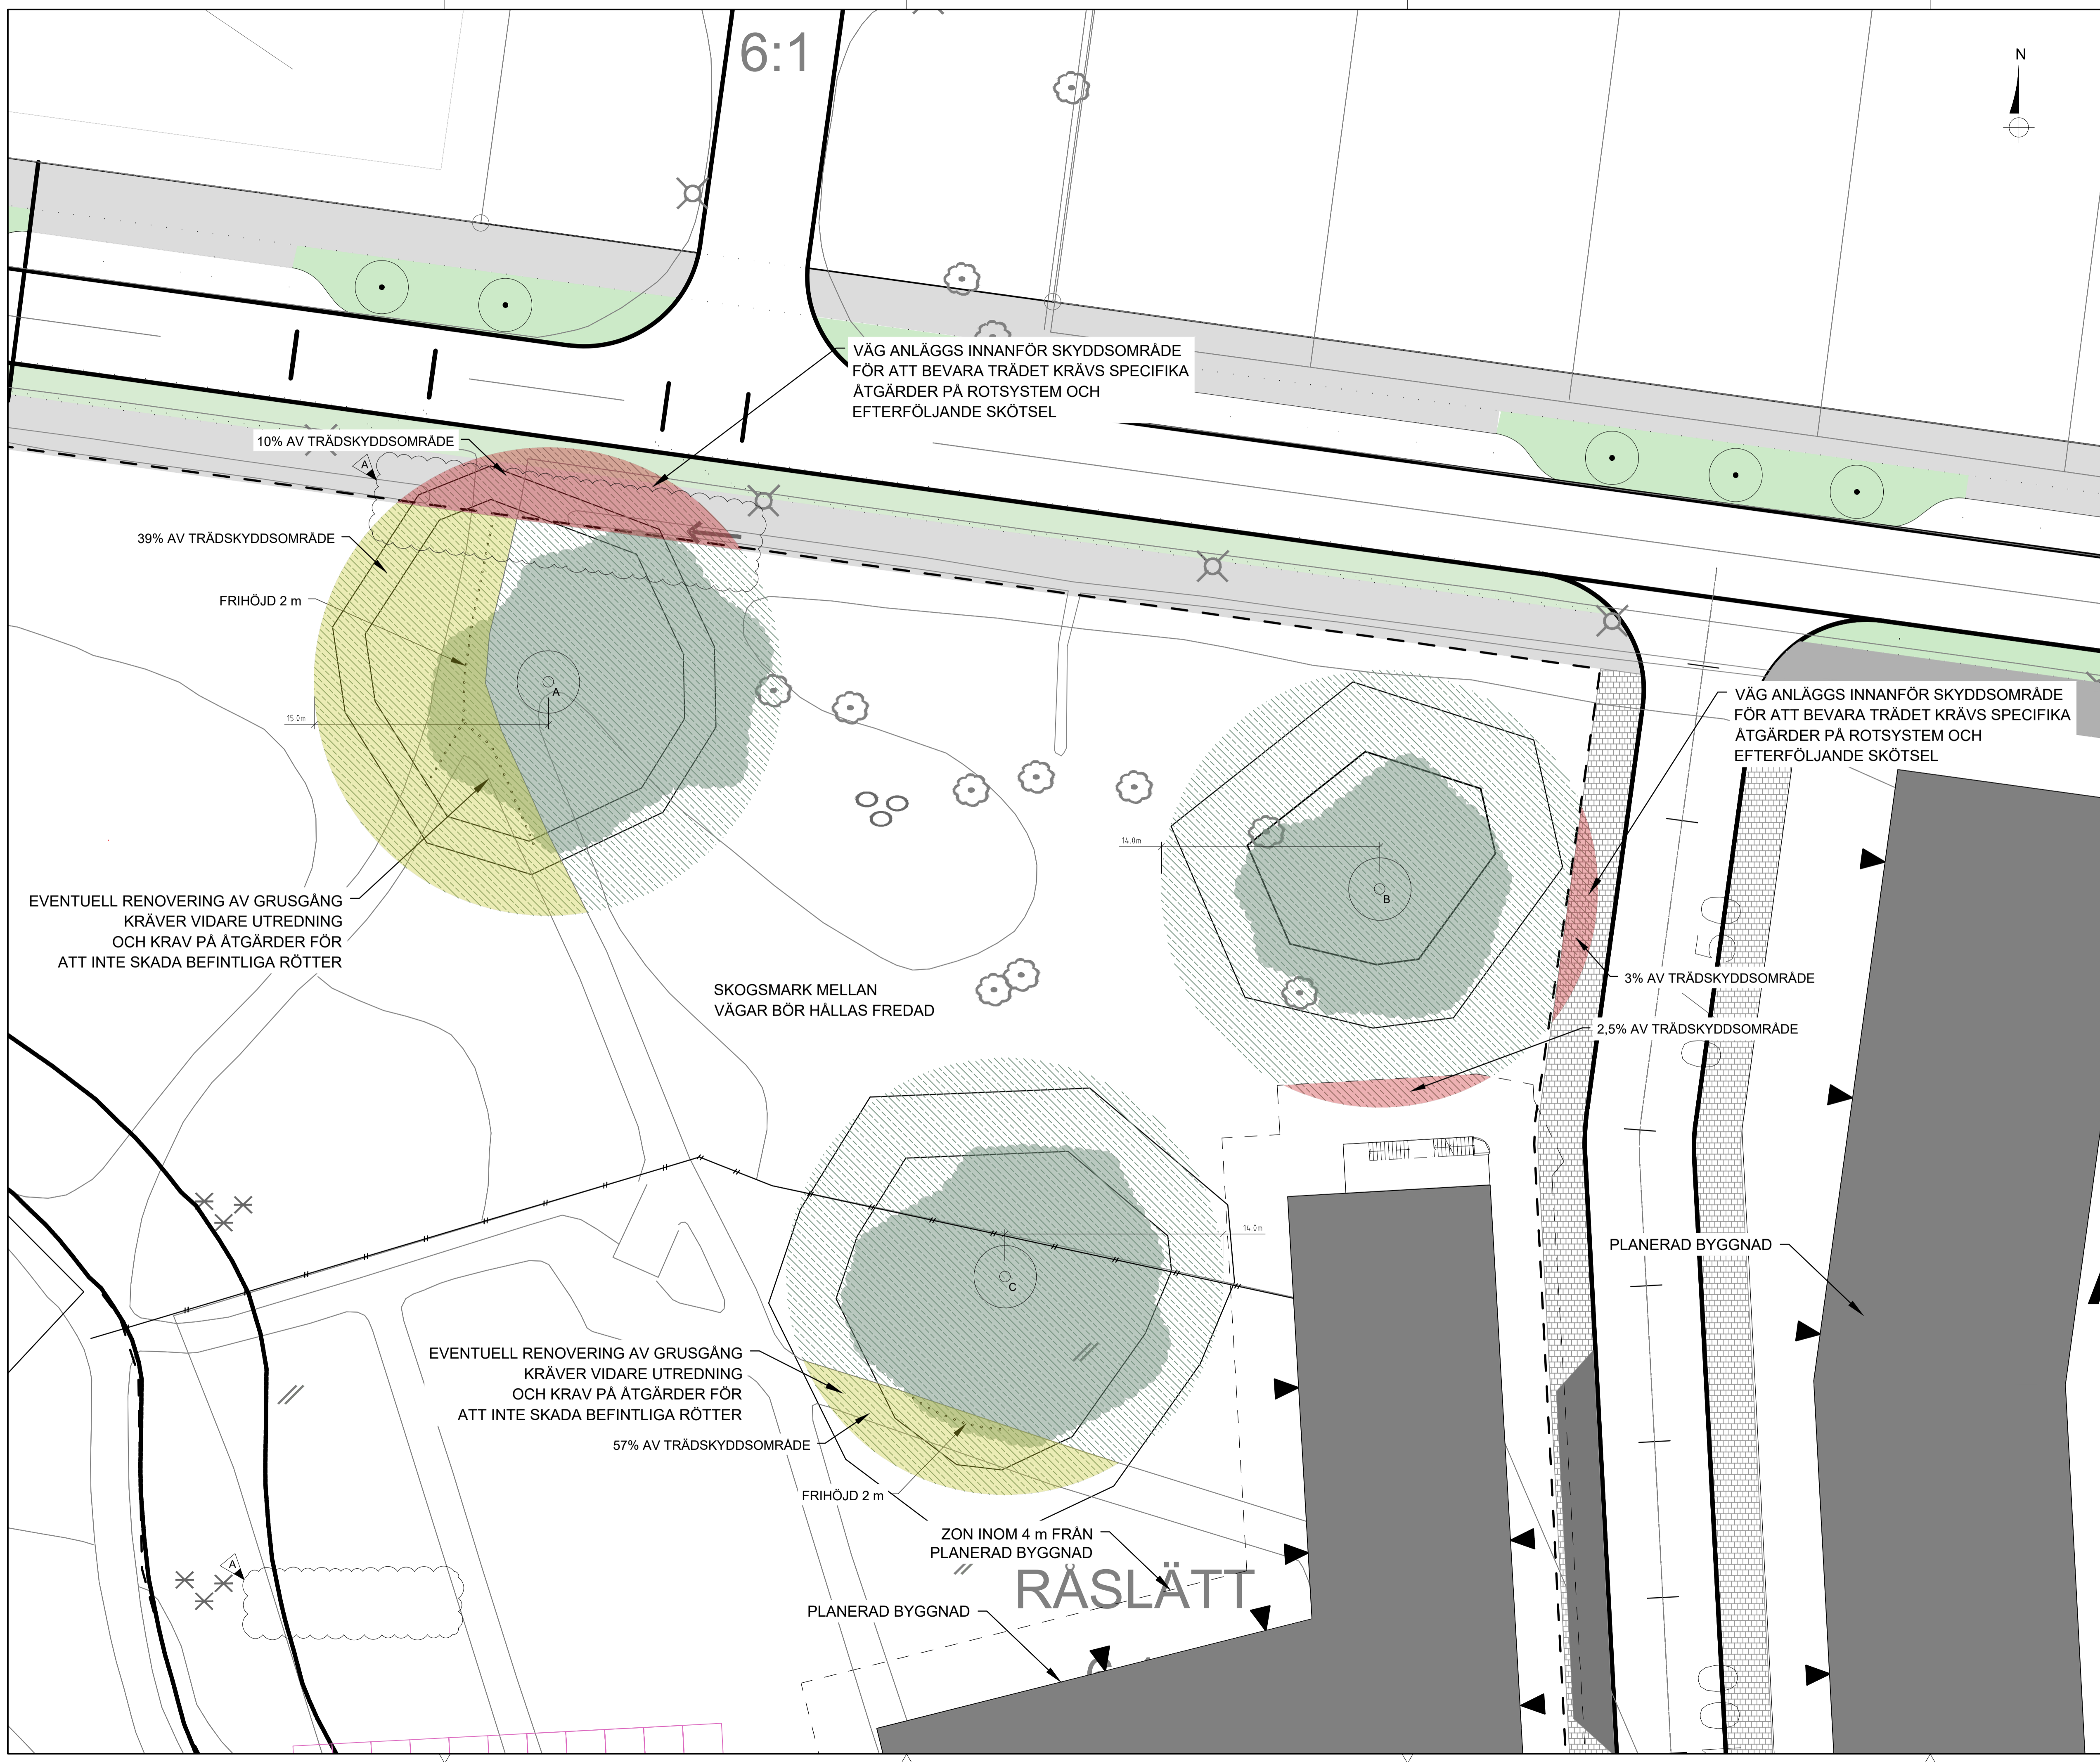 6:1
N
VÄG ANLÄGGS INNANFÖR SKYDDSOMRÅDE
FÖR ATT BEVARA TRÄDET KRÄVS SPECIFIKA
ÅTGÄRDER PÅ ROTSYSTEM OCH
EFTERFÖLJANDE SKÖTSEL
10% AV TRÄDSKYDDSOMRÅDE
A
39% AV TRÄDSKYDDSOMRÅDE
FRIHÖJD 2 m
A
15.0m
VÄG ANLÄGGS INNANFÖR SKYDDSOMRÅDE
FÖR ATT BEVARA TRÄDET KRÄVS SPECIFIKA
ÅTGÄRDER PÅ ROTSYSTEM OCH
EFTERFÖLJANDE SKÖTSEL
14.0m
B
EVENTUELL RENOVERING AV GRUSGÅNG
KRÄVER VIDARE UTREDNING
OCH KRAV PÅ ÅTGÄRDER FÖR
ATT INTE SKADA BEFINTLIGA RÖTTER
SKOGSMARK MELLAN
VÄGAR BÖR HÅLLAS FREDAD
3% AV TRÄDSKYDDSOMRÅDE
2,5% AV TRÄDSKYDDSOMRÅDE
14.0m
C
PLANERAD BYGGNAD
EVENTUELL RENOVERING AV GRUSGÅNG
KRÄVER VIDARE UTREDNING
OCH KRAV PÅ ÅTGÄRDER FÖR
ATT INTE SKADA BEFINTLIGA RÖTTER
57% AV TRÄDSKYDDSOMRÅDE
FRIHÖJD 2 m
ZON INOM 4 m FRÅN
PLANERAD BYGGNAD
A
RÅSLÄTT
PLANERAD BYGGNAD